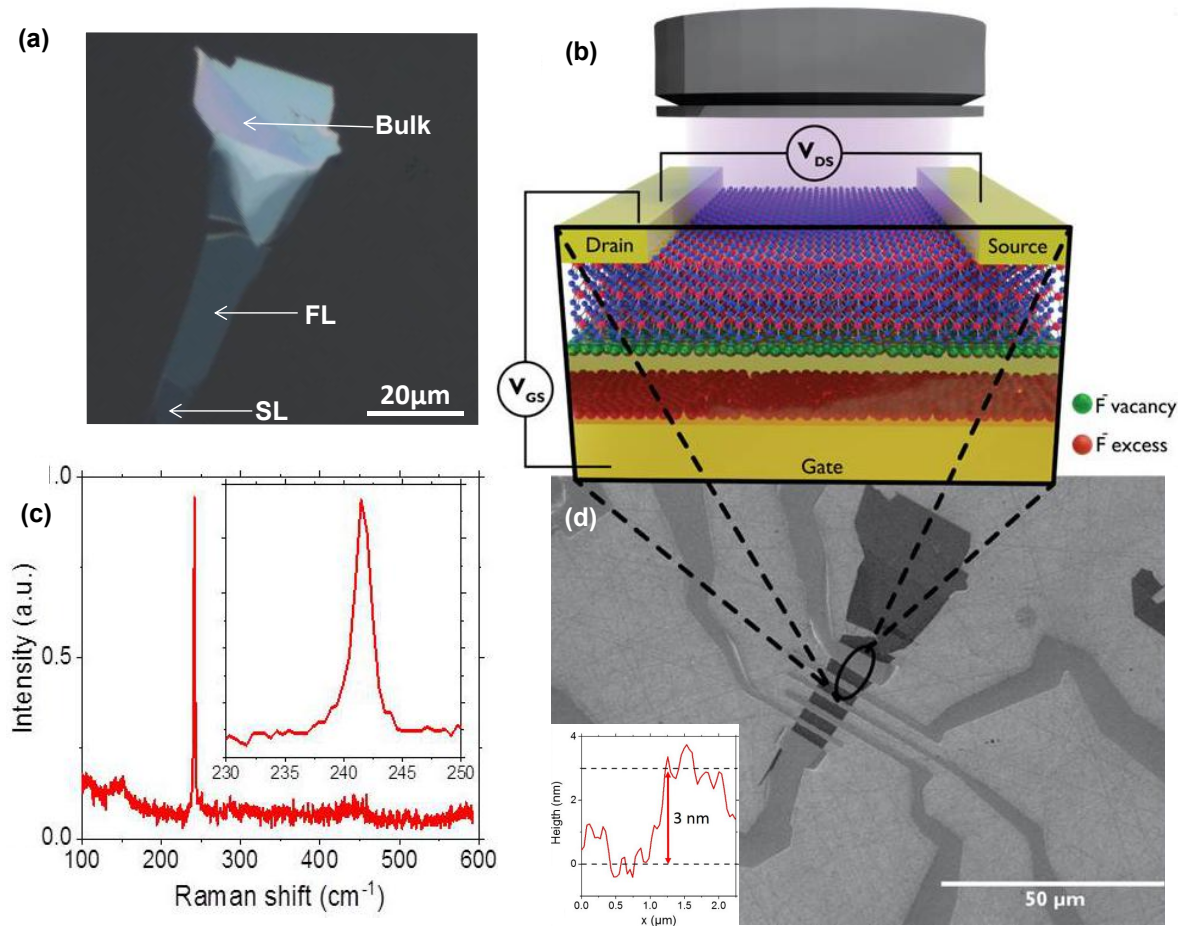 (a)
Bulk
FL
SL
20μm
(b)
V DS
Drain
Source
V GS
F⁻ vacancy
F⁻ excess
Gate
(c)
Intensity (a.u.)
1.0
0.5
0.0
230 235 240 245 250
100 200 300 400 500 600
Raman shift (cm⁻¹)
(d)
Heigth (nm)
4
2
0
3 nm
0.0 0.5 1.0 1.5 2.0
x (μm)
50 μm